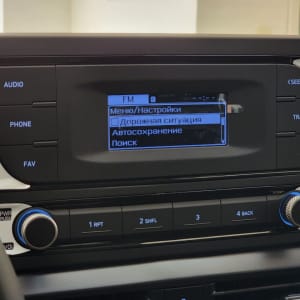 FM
AUDIO
Меню/Настройки
Дорожная ситуация
PHONE
Автосохранение
Поиск
FAV
1 RPT
2 SHFL
3
4 BACK